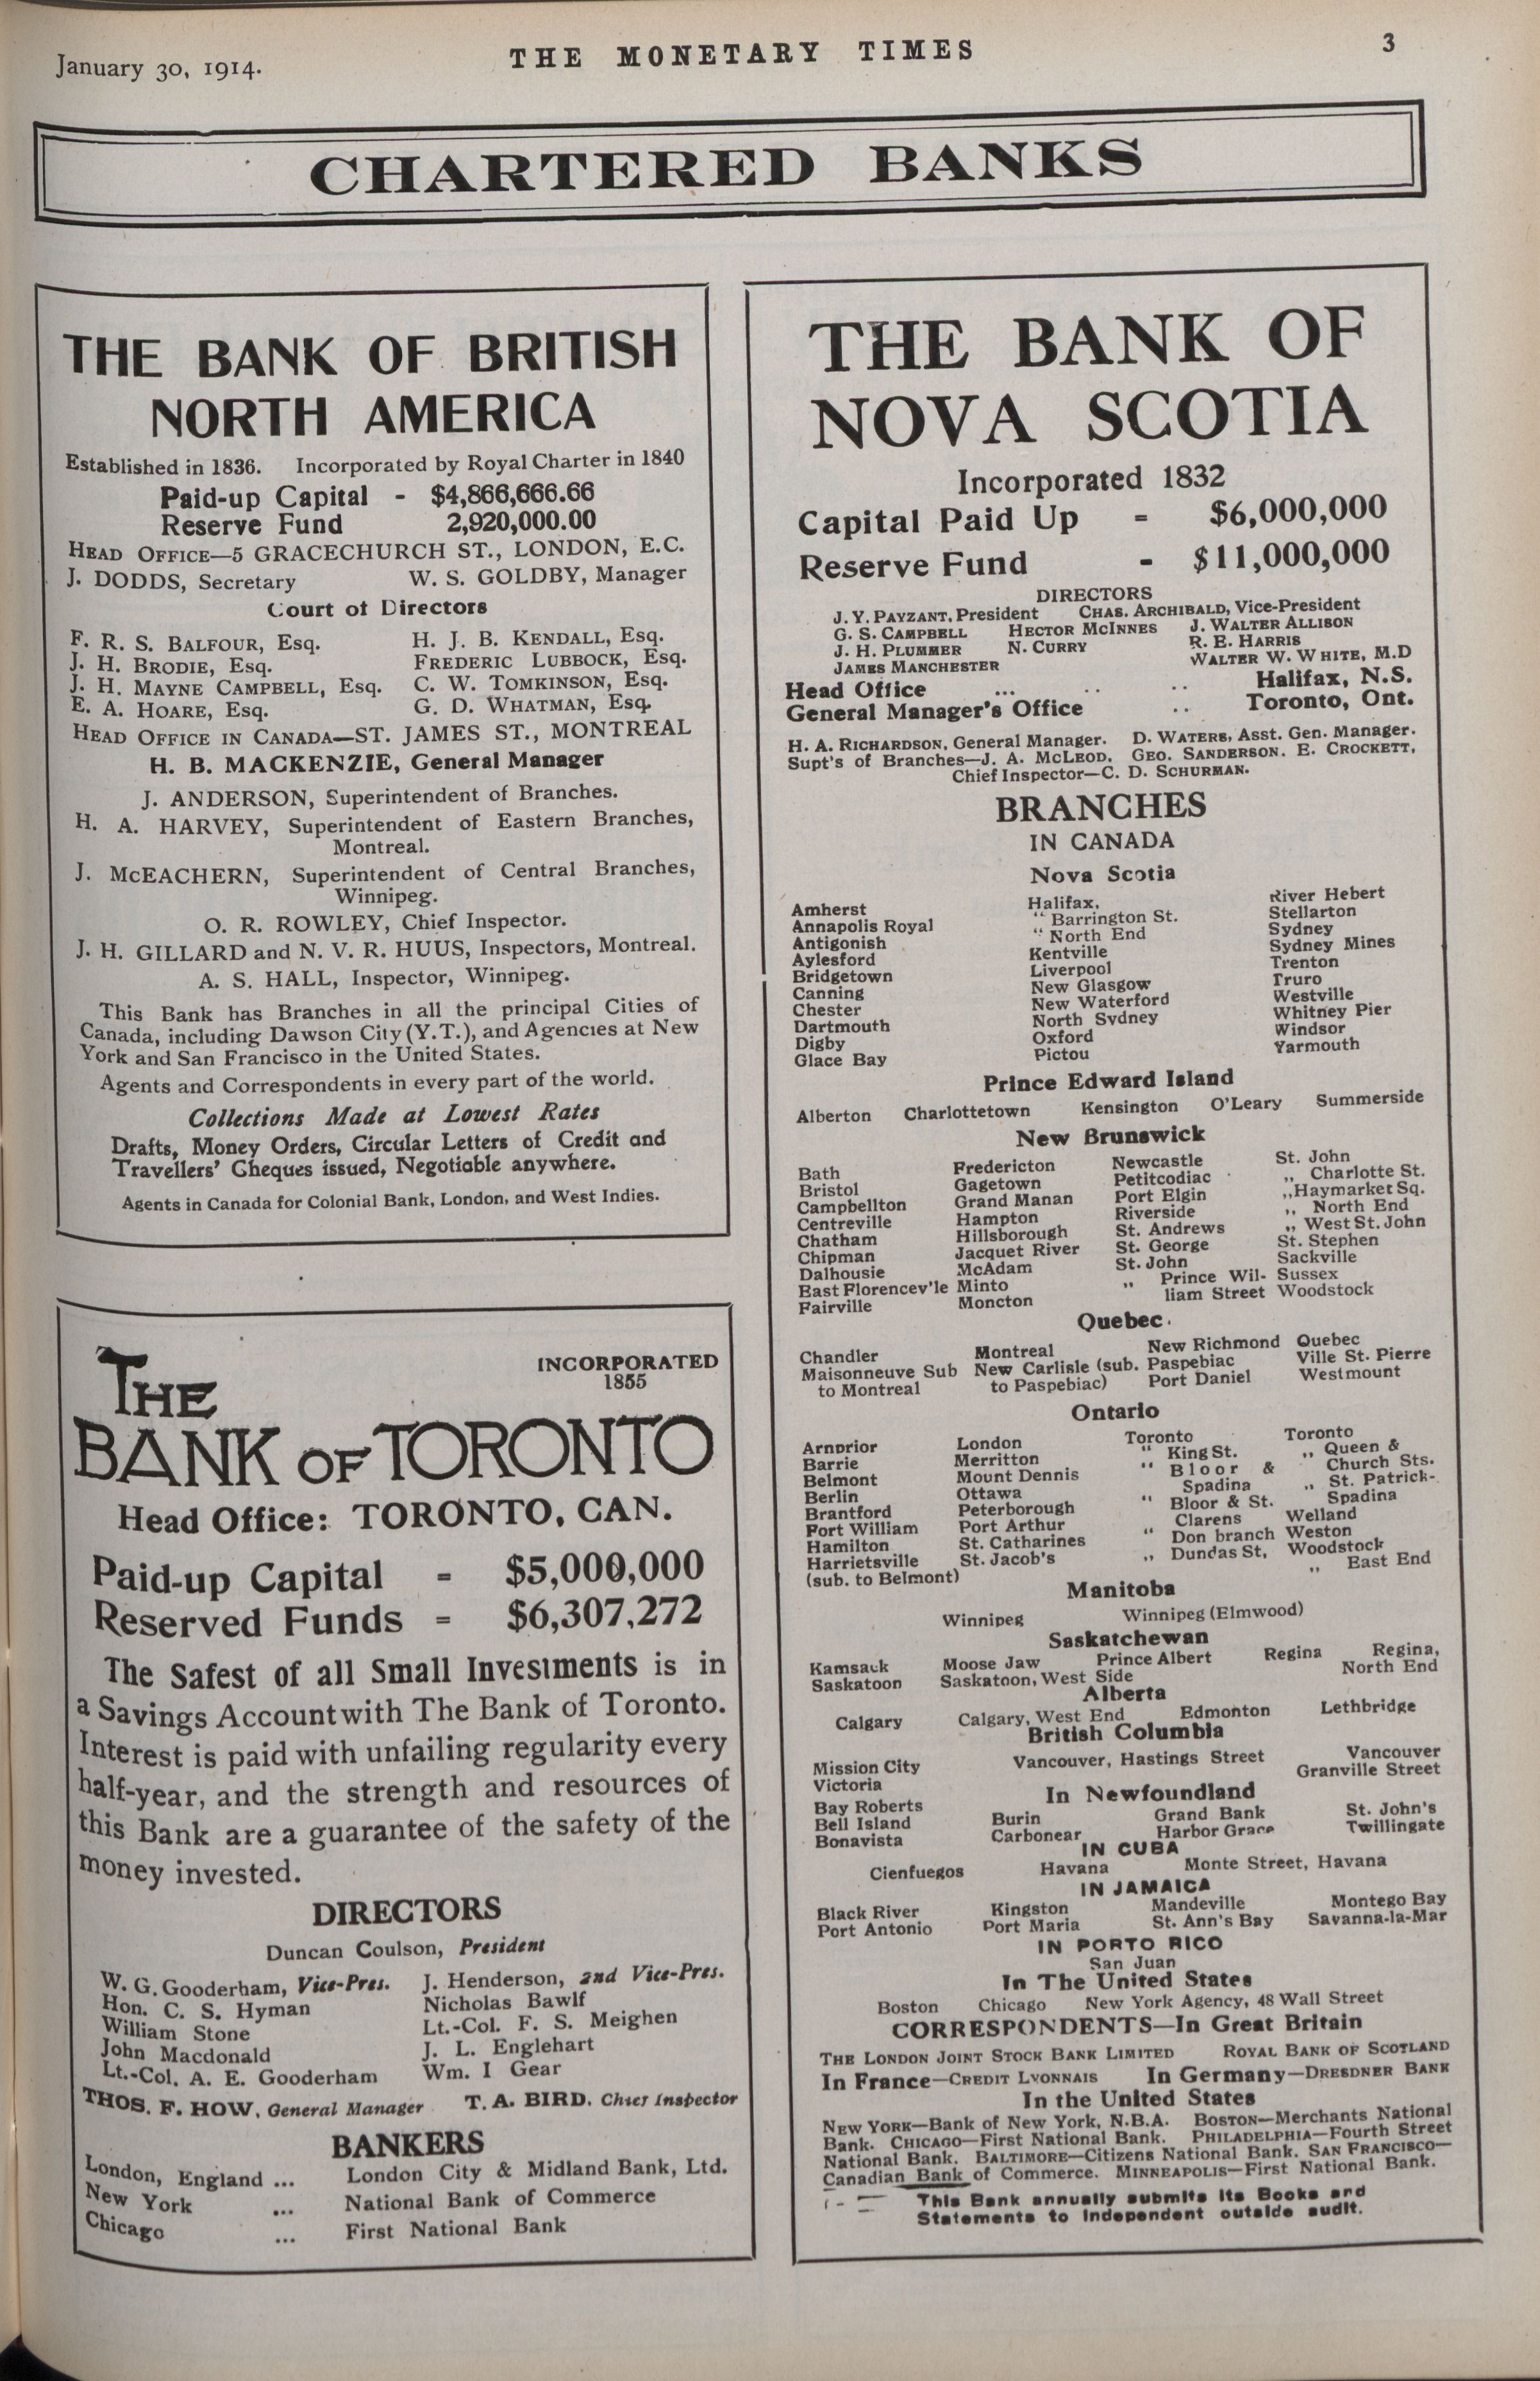 January 30, 1914.
THE MONETARY TIMES
3
CHARTERED BANKS
THE BANK OF BRITISH
NORTH AMERICA
Established in 1836. Incorporated by Royal Charter in 1840
Paid-up Capital - $4,866,666.66
Reserve Fund 2,920,000.00
HEAD OFFICE—5 GRACECHURCH ST., LONDON, E.C.
J. DODDS, Secretary W. S. GOLDBY, Manager
Court of Directors
F. R. S. BALFOUR, Esq. H. J. B. KENDALL, Esq.
J. H. BRODIE, Esq. FREDERIC LUBBOCK, Esq.
J. H. MAYNE CAMPBELL, Esq. C. W. TOMKINSON, Esq.
E. A. HOARE, Esq. G. D. WHATMAN, Esq.
HEAD OFFICE IN CANADA—ST. JAMES ST., MONTREAL
H. B. MACKENZIE, General Manager
J. ANDERSON, Superintendent of Branches.
H. A. HARVEY, Superintendent of Eastern Branches,
Montreal.
J. McEACHERN, Superintendent of Central Branches,
Winnipeg.
O. R. ROWLEY, Chief Inspector.
J. H. GILLARD and N. V. R. HUUS, Inspectors, Montreal.
A. S. HALL, Inspector, Winnipeg.
This Bank has Branches in all the principal Cities of
Canada, including Dawson City (Y.T.), and Agencies at New
York and San Francisco in the United States.
Agents and Correspondents in every part of the world.
Collections Made at Lowest Rates
Drafts, Money Orders, Circular Letters of Credit and
Travellers' Gheques issued, Negotiable anywhere.
Agents in Canada for Colonial Bank, London, and West Indies.
THE
INCORPORATED
1855
BANK OF TORONTO
Head Office: TORONTO, CAN.
Paid-up Capital = $5,000,000
Reserved Funds = $6,307,272
The Safest of all Small Investments is in
a Savings Account with The Bank of Toronto.
Interest is paid with unfailing regularity every
half-year, and the strength and resources of
this Bank are a guarantee of the safety of the
money invested.
DIRECTORS
Duncan Coulson, President
W. G. Gooderham, Vice-Pres. J. Henderson, 2nd Vice-Pres.
Hon. C. S. Hyman Nicholas Bawlf
William Stone Lt.-Col. F. S. Meighen
John Macdonald J. L. Englehart
Lt.-Col. A. E. Gooderham Wm. I Gear
THOS. F. HOW, General Manager T. A. BIRD, Chief Inspector
BANKERS
London, England ... London City & Midland Bank, Ltd.
New York ... National Bank of Commerce
Chicago ... First National Bank
THE BANK OF
NOVA SCOTIA
Incorporated 1832
Capital Paid Up = $6,000,000
Reserve Fund - $11,000,000
DIRECTORS
J. Y. PAYZANT, President CHAS. ARCHIBALD, Vice-President
G. S. CAMPBELL HECTOR McINNES J. WALTER ALLISON
J. H. PLUMMER N. CURRY R. E. HARRIS
JAMES MANCHESTER WALTER W. WHITE, M.D
Head Office ... .. .. Halifax, N.S.
General Manager's Office .. Toronto, Ont.
H. A. RICHARDSON, General Manager. D. WATERS, Asst. Gen. Manager.
Supt's of Branches—J. A. McLEOD, GEO. SANDERSON. E. CROCKETT,
Chief Inspector—C. D. SCHURMAN.
BRANCHES
IN CANADA
Nova Scotia
Amherst Halifax, River Hebert
Annapolis Royal " Barrington St. Stellarton
Antigonish " North End Sydney
Aylesford Kentville Sydney Mines
Bridgetown Liverpool Trenton
Canning New Glasgow Truro
Chester New Waterford Westville
Dartmouth North Sydney Whitney Pier
Digby Oxford Windsor
Glace Bay Pictou Yarmouth
Prince Edward Island
Alberton Charlottetown Kensington O'Leary Summerside
New Brunswick
Bath Fredericton Newcastle St. John
Bristol Gagetown Petitcodiac ,, Charlotte St.
Campbellton Grand Manan Port Elgin ,, Haymarket Sq.
Centreville Hampton Riverside ,, North End
Chatham Hillsborough St. Andrews ,, West St. John
Chipman Jacquet River St. George St. Stephen
Dalhousie McAdam St. John Sackville
East Florencev'le Minto ,, Prince Wil- Sussex
Fairville Moncton liam Street Woodstock
Quebec
Chandler Montreal New Richmond Quebec
Maisonneuve Sub New Carlisle (sub. Paspebiac Ville St. Pierre
to Montreal to Paspebiac) Port Daniel Westmount
Ontario
Arnprior London Toronto Toronto
Barrie Merritton " King St. ,, Queen &
Belmont Mount Dennis " Bloor & Church Sts.
Berlin Ottawa Spadina ,, St. Patrick-
Brantford Peterborough " Bloor & St. Spadina
Fort William Port Arthur Clarens Welland
Hamilton St. Catharines " Don branch Weston
Harrietsville St. Jacob's ,, Dundas St, Woodstock
(sub. to Belmont) ,, East End
Manitoba
Winnipeg Winnipeg (Elmwood)
Saskatchewan
Kamsack Moose Jaw Prince Albert Regina Regina,
Saskatoon Saskatoon, West Side North End
Alberta
Calgary Calgary, West End Edmonton Lethbridge
British Columbia
Mission City Vancouver, Hastings Street Vancouver
Victoria Granville Street
In Newfoundland
Bay Roberts Burin Grand Bank St. John's
Bell Island Carbonear Harbor Grace Twillingate
Bonavista
IN CUBA
Cienfuegos Havana Monte Street, Havana
IN JAMAICA
Black River Kingston Mandeville Montego Bay
Port Antonio Port Maria St. Ann's Bay Savanna-la-Mar
IN PORTO RICO
San Juan
In The United States
Boston Chicago New York Agency, 48 Wall Street
CORRESPONDENTS—In Great Britain
THE LONDON JOINT STOCK BANK LIMITED ROYAL BANK OF SCOTLAND
In France—CREDIT LYONNAIS In Germany—DRESDNER BANK
In the United States
NEW YORK—Bank of New York, N.B.A. BOSTON—Merchants National
Bank. CHICAGO—First National Bank. PHILADELPHIA—Fourth Street
National Bank. BALTIMORE—Citizens National Bank. SAN FRANCISCO—
Canadian Bank of Commerce. MINNEAPOLIS—First National Bank.
This Bank annually submits its Books and
Statements to independent outside audit.